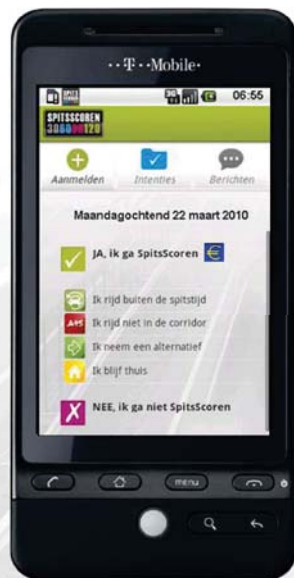 ··T··Mobile·
06:55
SPITSSCOREN
Aanmelden Intenties Berichten
Maandagochtend 22 maart 2010
JA, ik ga SpitsScoren €
Ik rijd buiten de spitstijd
Ik rijd niet in de corridor
Ik neem een alternatief
Ik blijf thuis
NEE, ik ga niet SpitsScoren
menu